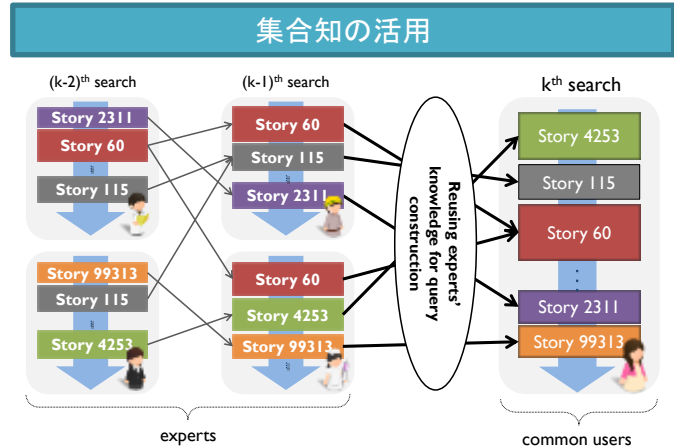 集合知の活用
(k-2)th search
(k-1)th search
kth search
Story 2311
Story 60
...
Story 115
Story 99313
Story 115
...
Story 4253
Story 60
Story 115
...
Story 2311
Story 60
Story 4253
Story 99313
...
Reusing experts'
knowledge for query
construction
Story 4253
Story 115
Story 60
. . . .
Story 2311
Story 99313
experts
common users